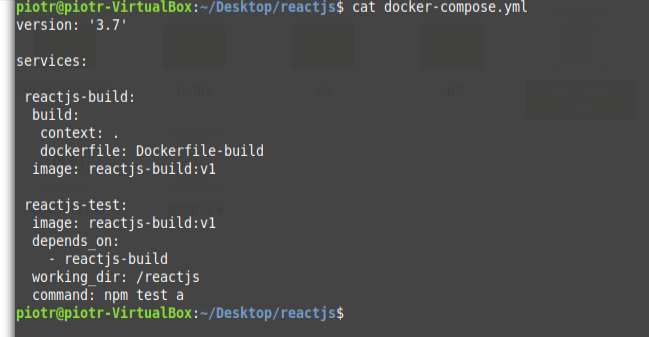 piotr@piotr-VirtualBox:~/Desktop/reactjs$ cat docker-compose.yml
version: '3.7'

services:

 reactjs-build:
  build:
   context: .
   dockerfile: Dockerfile-build
  image: reactjs-build:v1

 reactjs-test:
  image: reactjs-build:v1
  depends_on:
    - reactjs-build
  working_dir: /reactjs
  command: npm test a
piotr@piotr-VirtualBox:~/Desktop/reactjs$